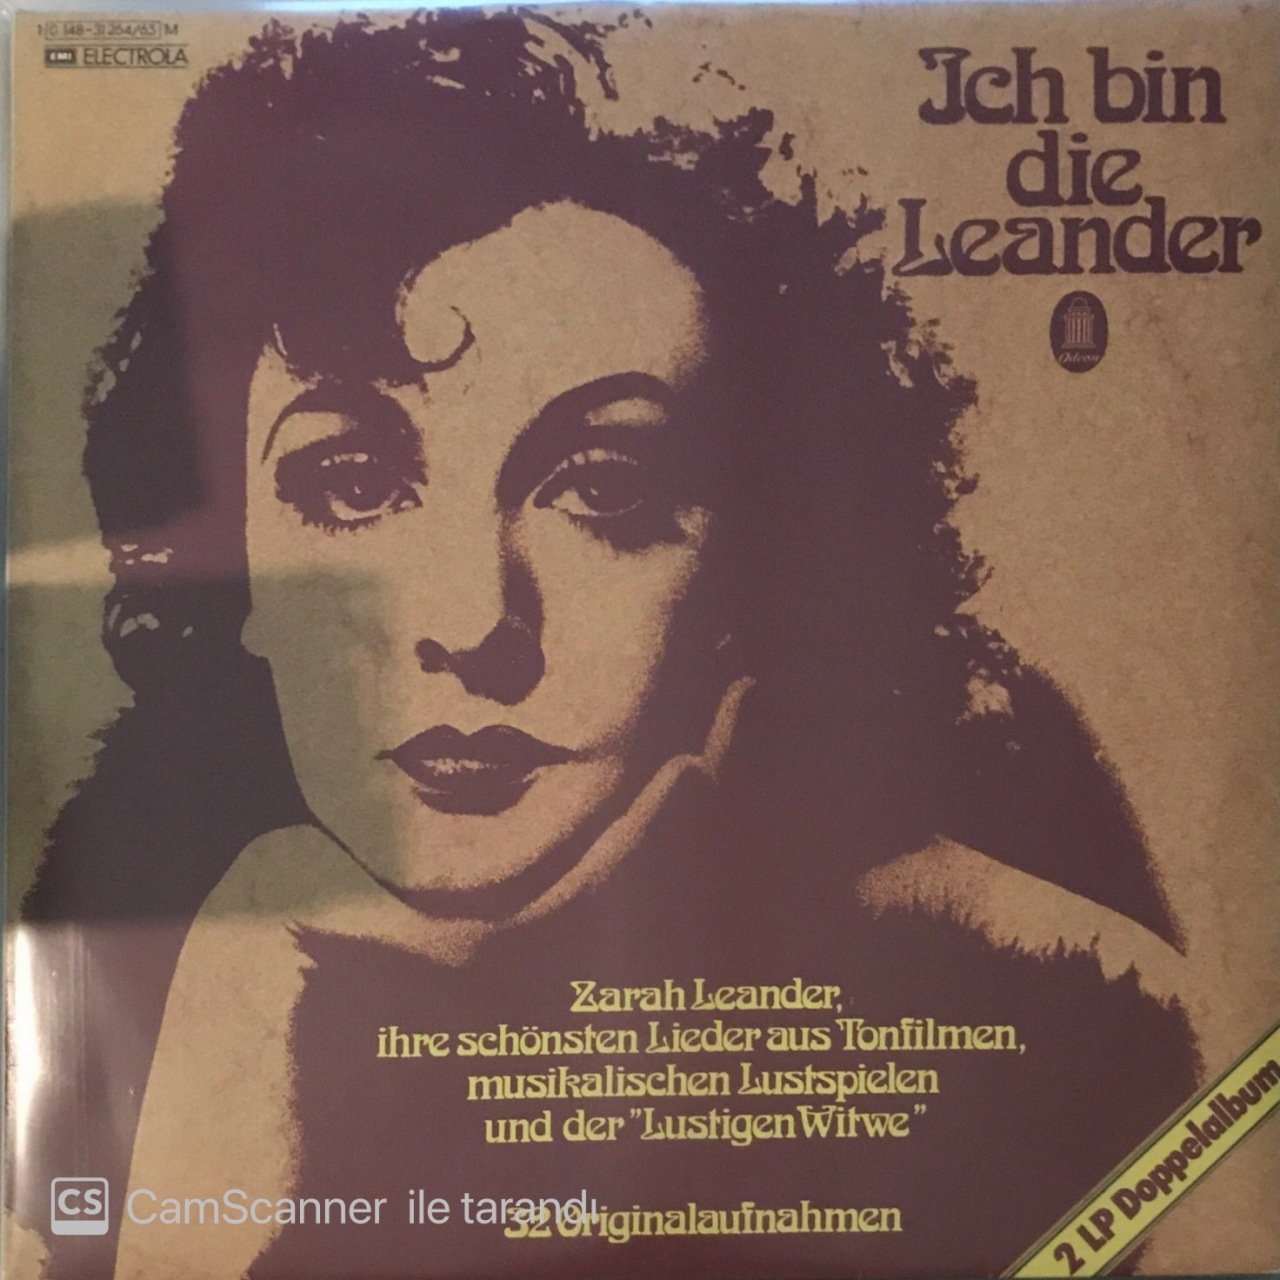 1 C 148-31 264/65 M
EMI ELECTROLA
Ich bin
die
Leander
Odeon
Zarah Leander,
ihre schönsten Lieder aus Tonfilmen,
musikalischen Lustspielen
und der "Lustigen Witwe"
32 Originalaufnahmen
2 LP Doppelalbum
CS CamScanner ile tarandı